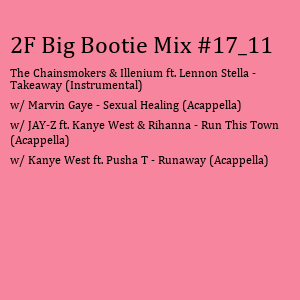 2F Big Bootie Mix #17_11
The Chainsmokers & Illenium ft. Lennon Stella -
Takeaway (Instrumental)
w/ Marvin Gaye - Sexual Healing (Acappella)
w/ JAY-Z ft. Kanye West & Rihanna - Run This Town
(Acappella)
w/ Kanye West ft. Pusha T - Runaway (Acappella)